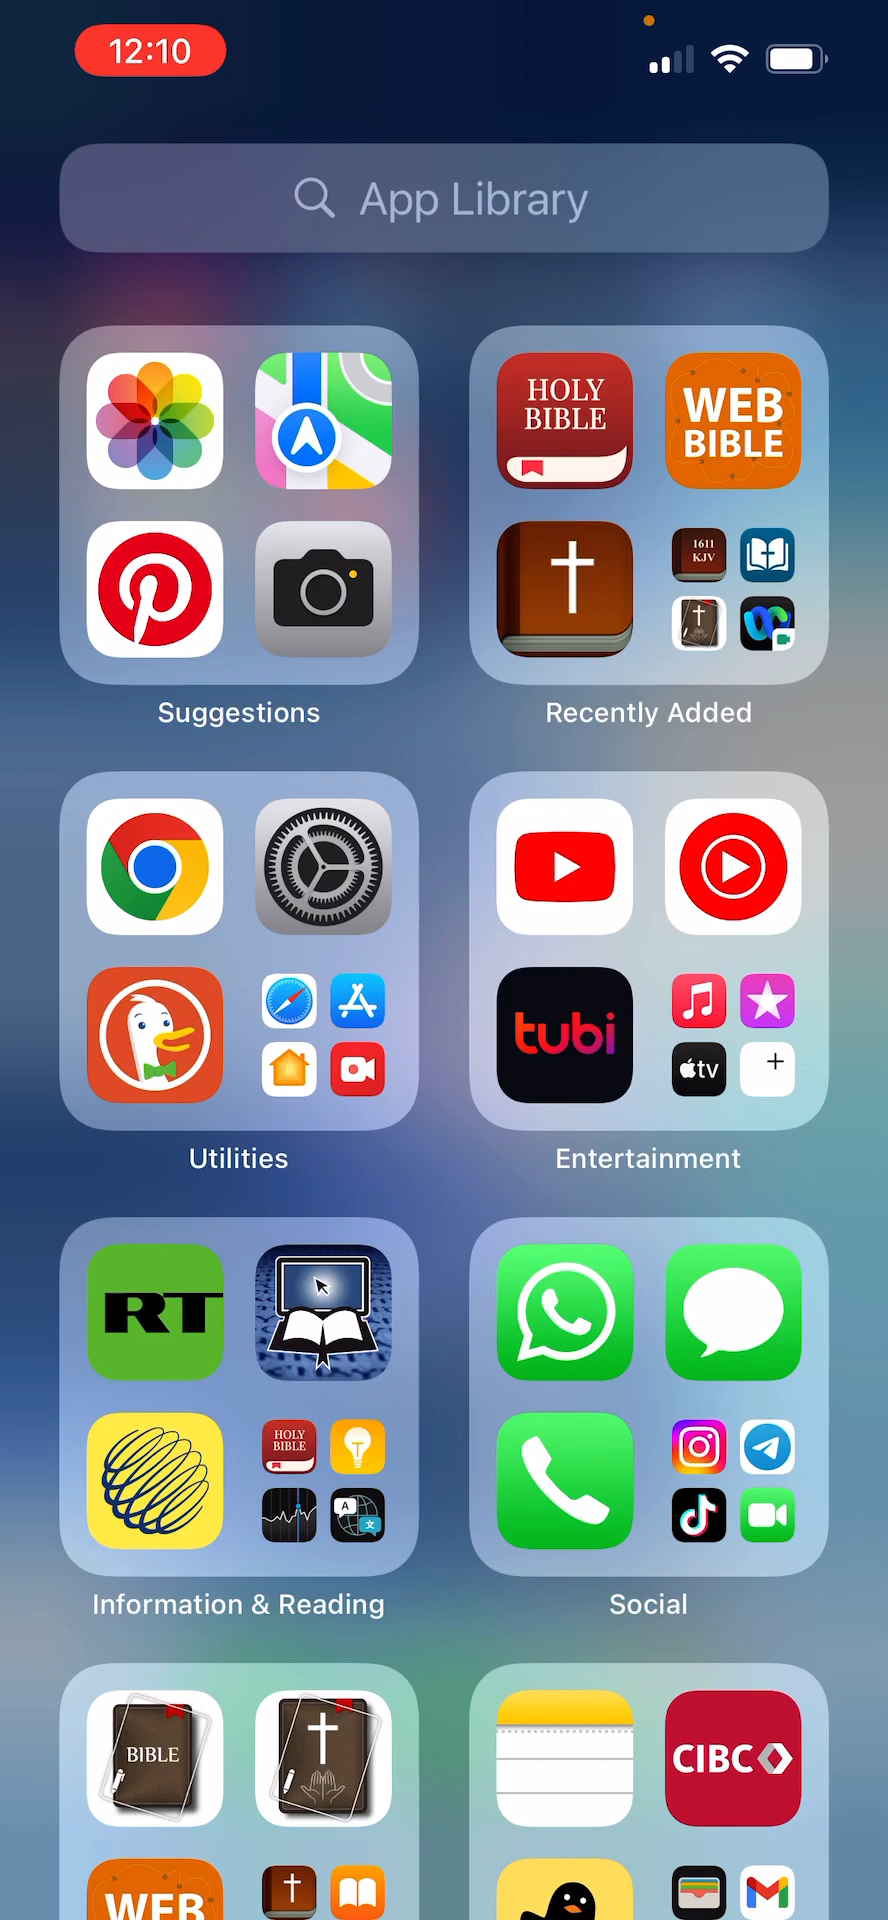 12:10
App Library
HOLY
BIBLE
WEB
BIBLE
1611
KJV
Suggestions
Recently Added
tubi
tv
Utilities
Entertainment
RT
HOLY
BIBLE
A
文
Information & Reading
Social
BIBLE
CIBC
WEB